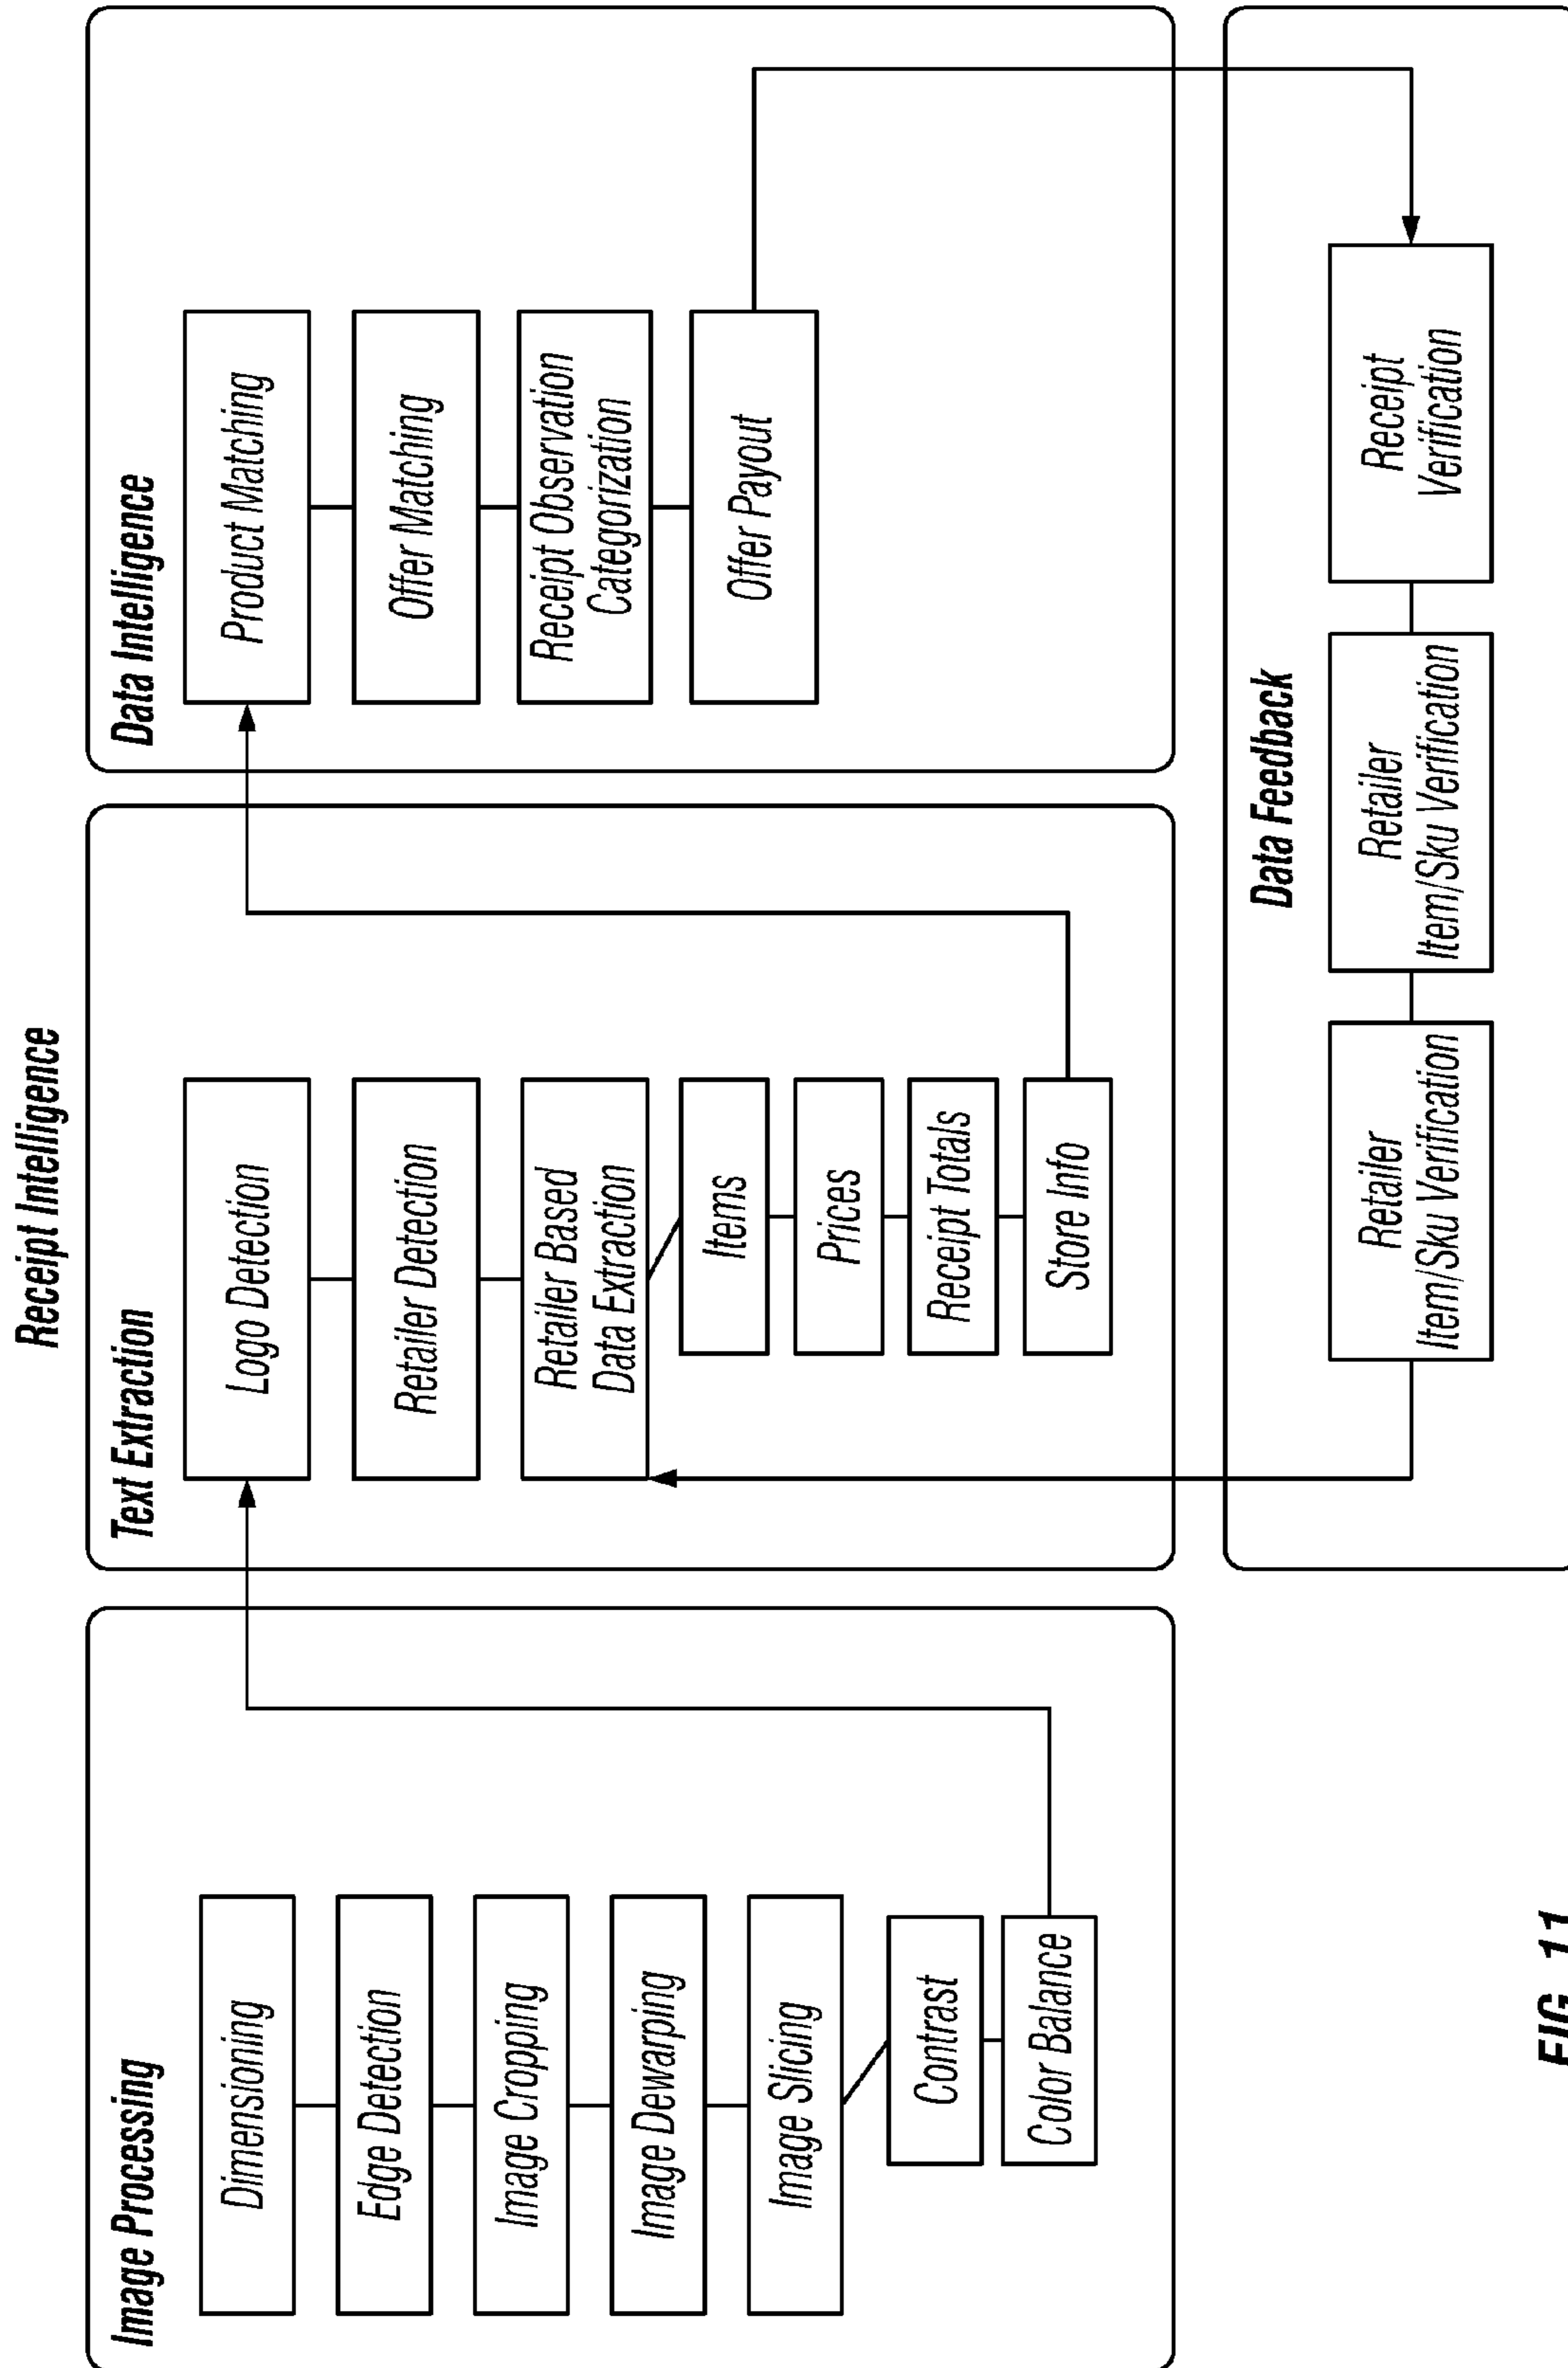 Receipt Intelligence
Image Processing
Dimensioning
Edge Detection
Image Cropping
Image Dewarping
Image Slicing
Contrast
Color Balance
Text Extraction
Logo Detection
Retailer Detection
Retailer Based
Data Extraction
Items
Prices
Receipt Totals
Store Info
Data Intelligence
Product Matching
Offer Matching
Receipt Observation
Categorization
Offer Payout
Data Feedback
Retailer
Item/Sku Verification
Retailer
Item/Sku Verification
Receipt
Verification
FIG. 11